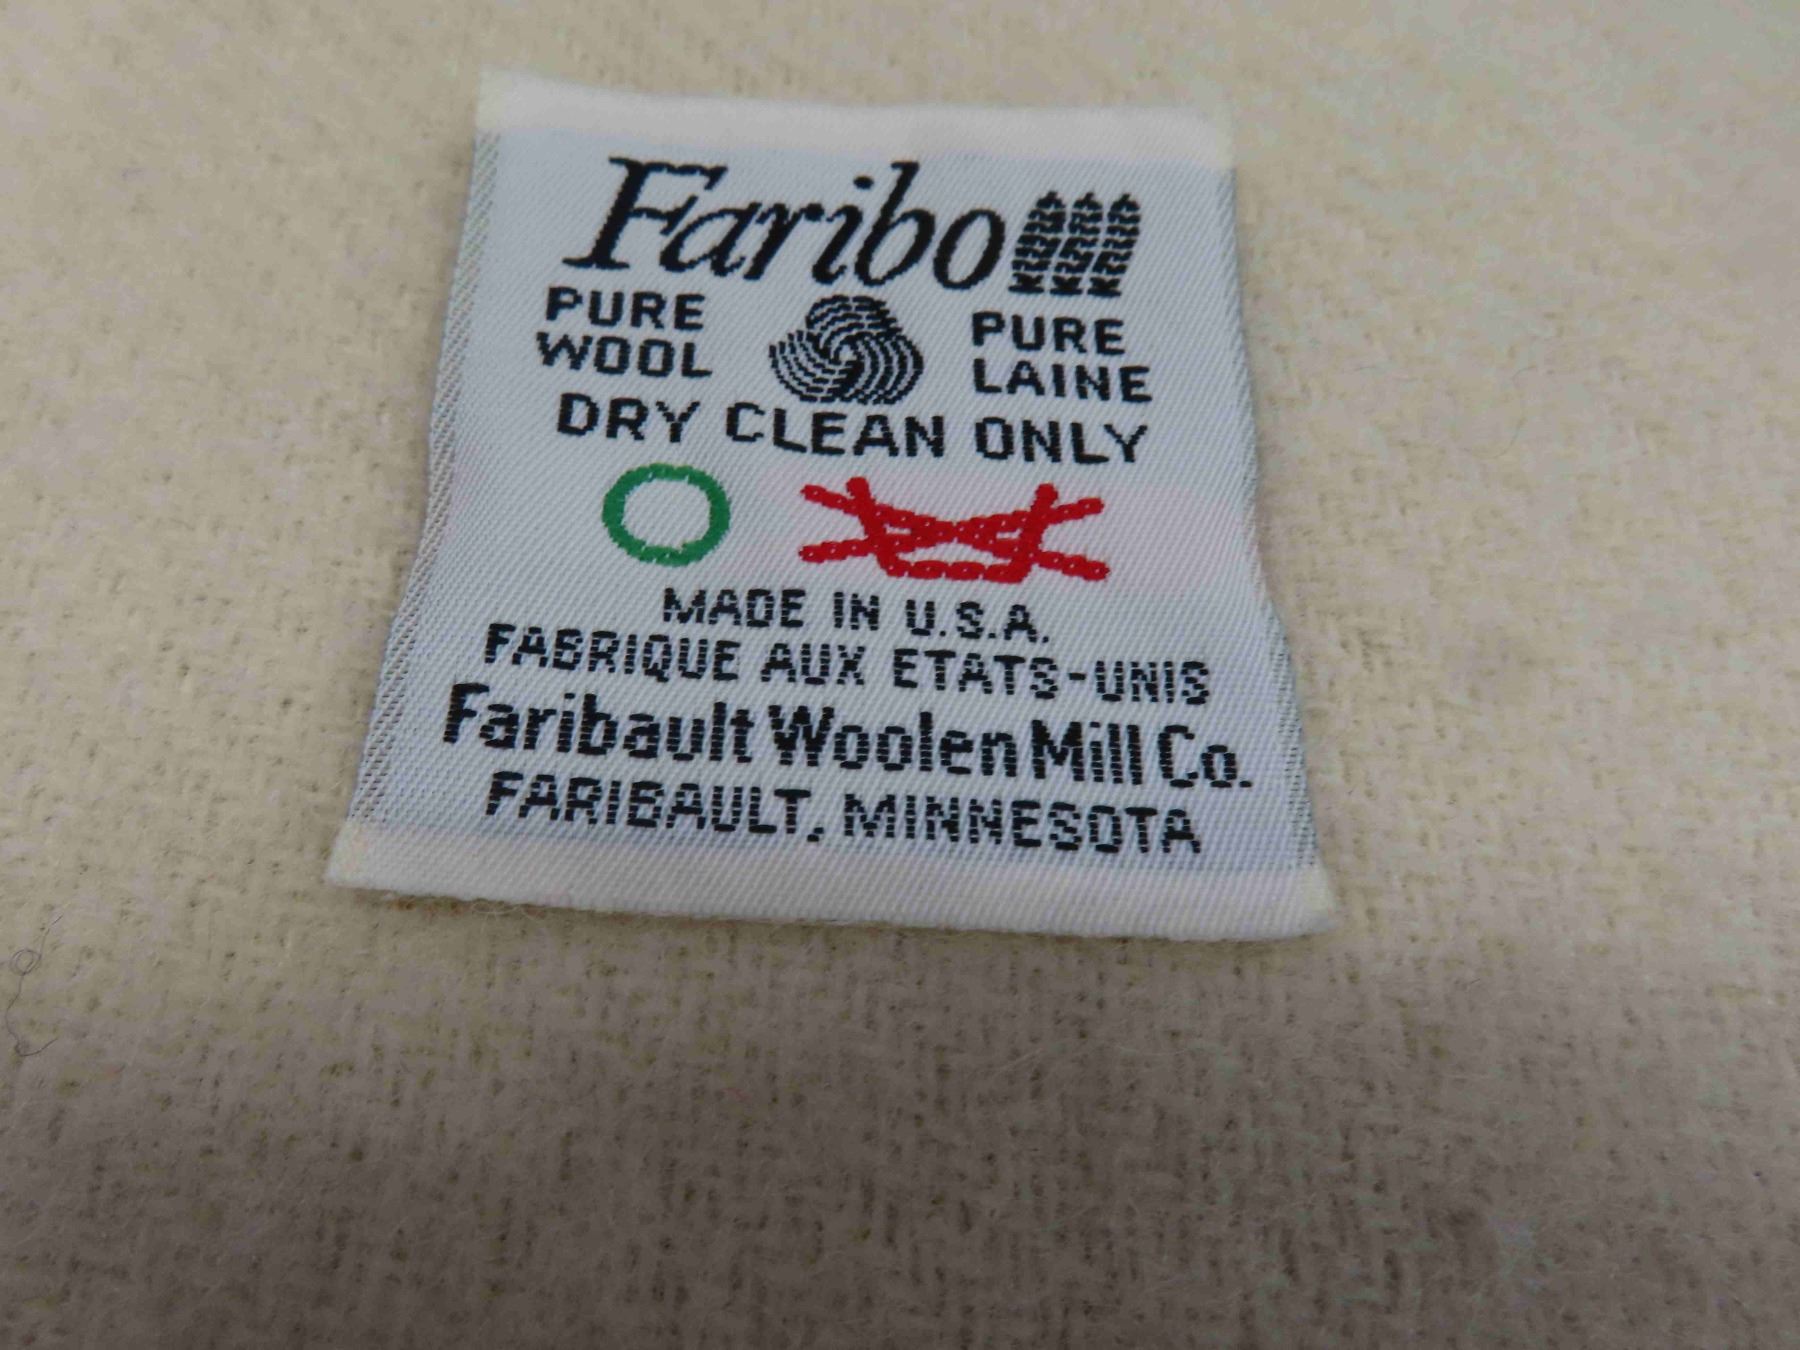 Faribo
PURE WOOL
PURE LAINE
DRY CLEAN ONLY
MADE IN U.S.A.
FABRIQUE AUX ETATS-UNIS
Faribault Woolen Mill Co.
FARIBAULT, MINNESOTA